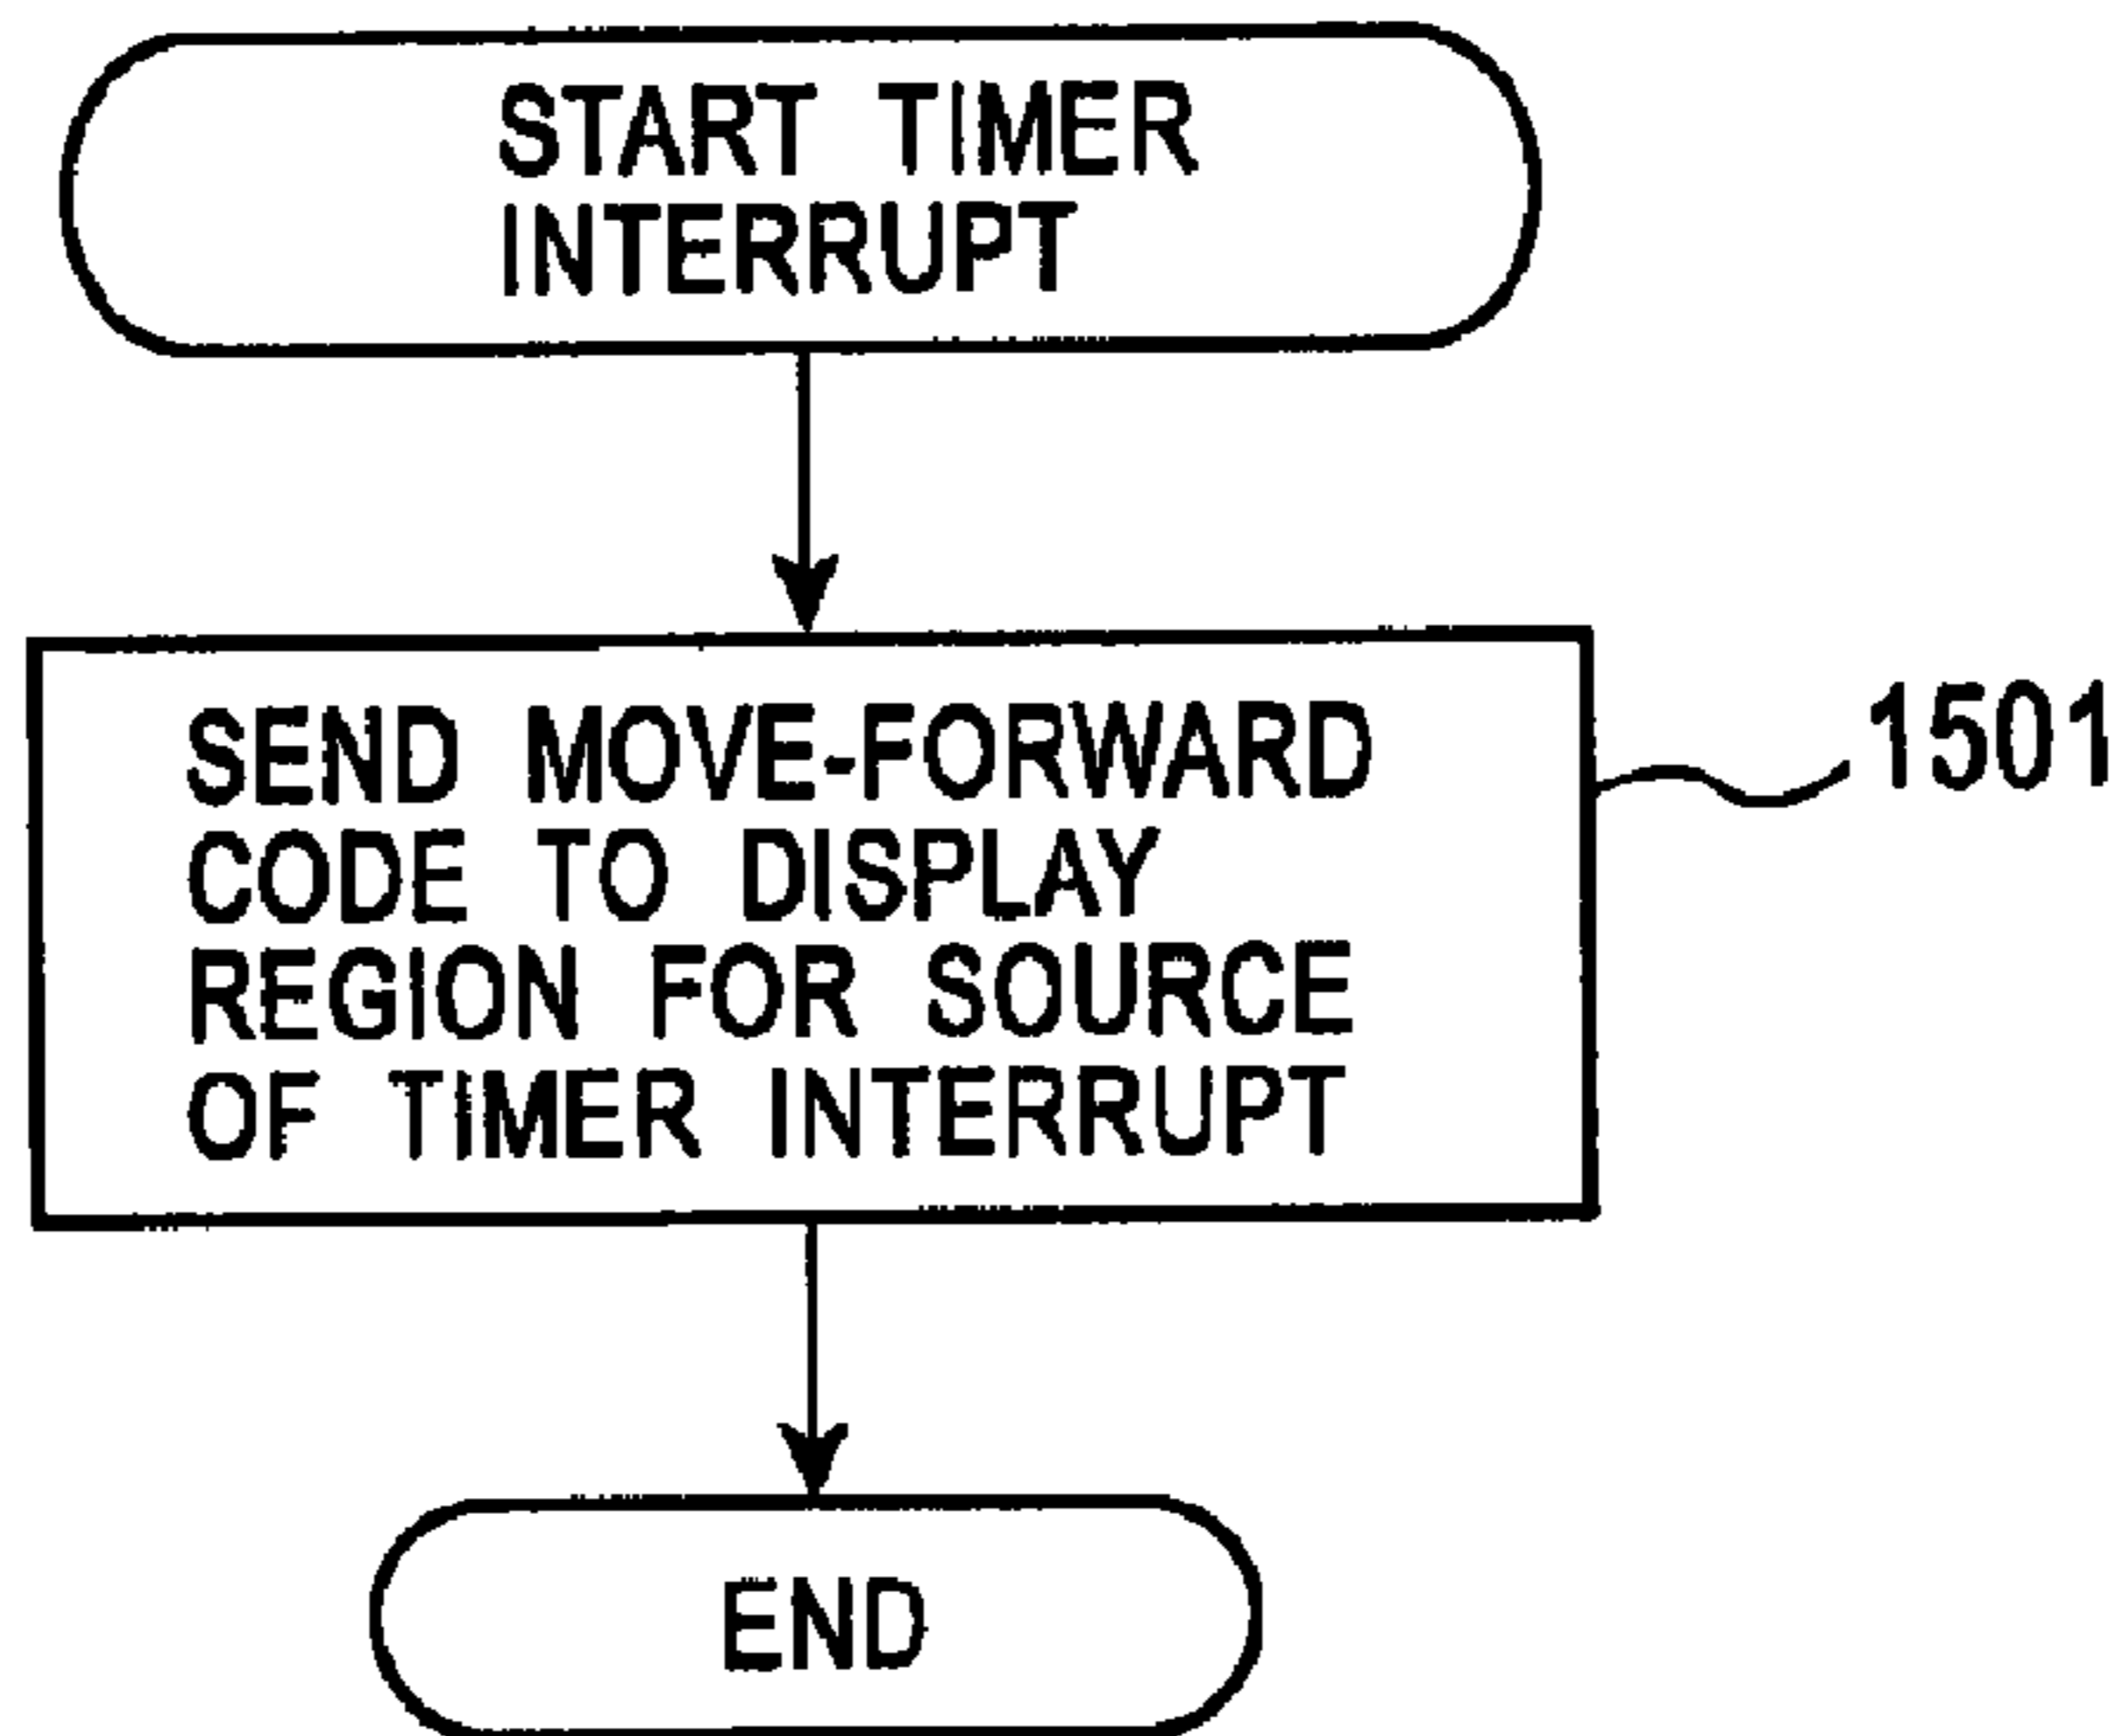 START TIMER
INTERRUPT
SEND MOVE-FORWARD
CODE TO DISPLAY
REGION FOR SOURCE
OF TIMER INTERRUPT
1501
END